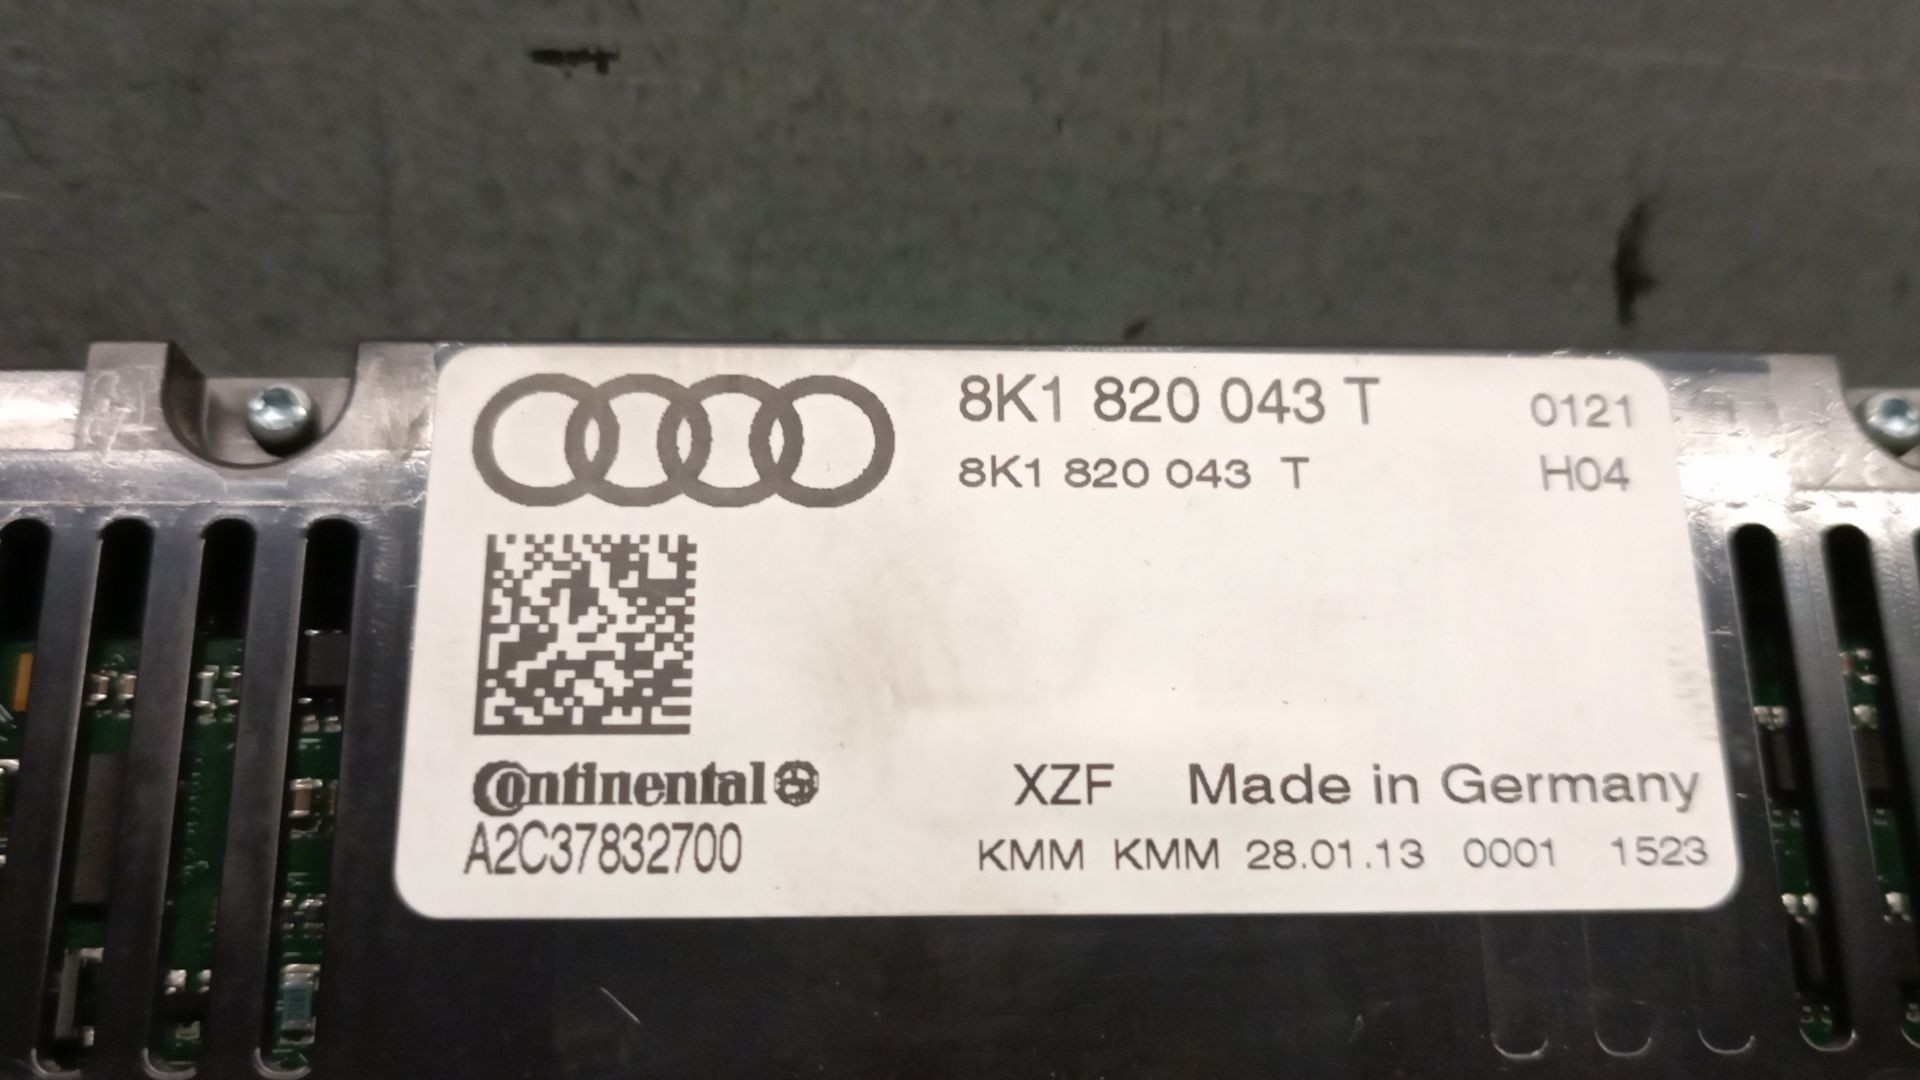 8K1 820 043 T 0121
8K1 820 043 T H04
Continental
XZF Made in Germany
A2C37832700
KMM KMM 28.01.13 0001 1523